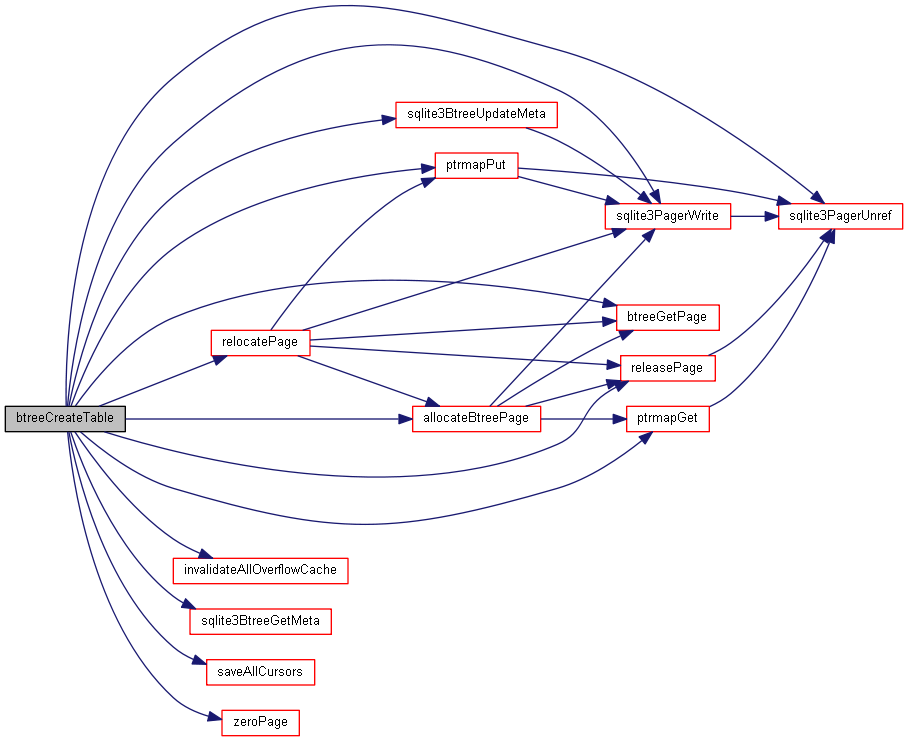 sqlite3BtreeUpdateMeta
ptrmapPut
sqlite3PagerWrite
sqlite3PagerUnref
btreeGetPage
relocatePage
releasePage
btreeCreateTable
allocateBtreePage
ptrmapGet
invalidateAllOverflowCache
sqlite3BtreeGetMeta
saveAllCursors
zeroPage